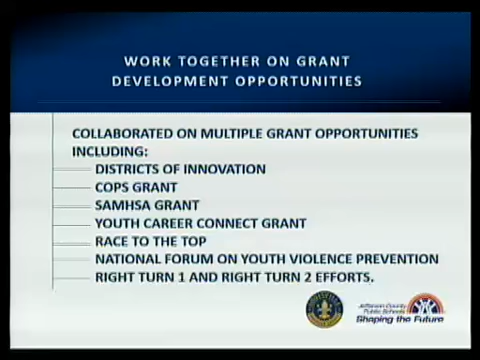 WORK TOGETHER ON GRANT
DEVELOPMENT OPPORTUNITIES
COLLABORATED ON MULTIPLE GRANT OPPORTUNITIES
INCLUDING:
DISTRICTS OF INNOVATION
COPS GRANT
SAMHSA GRANT
YOUTH CAREER CONNECT GRANT
RACE TO THE TOP
NATIONAL FORUM ON YOUTH VIOLENCE PREVENTION
RIGHT TURN 1 AND RIGHT TURN 2 EFFORTS.
Jefferson County
Public Schools
Shaping the Future